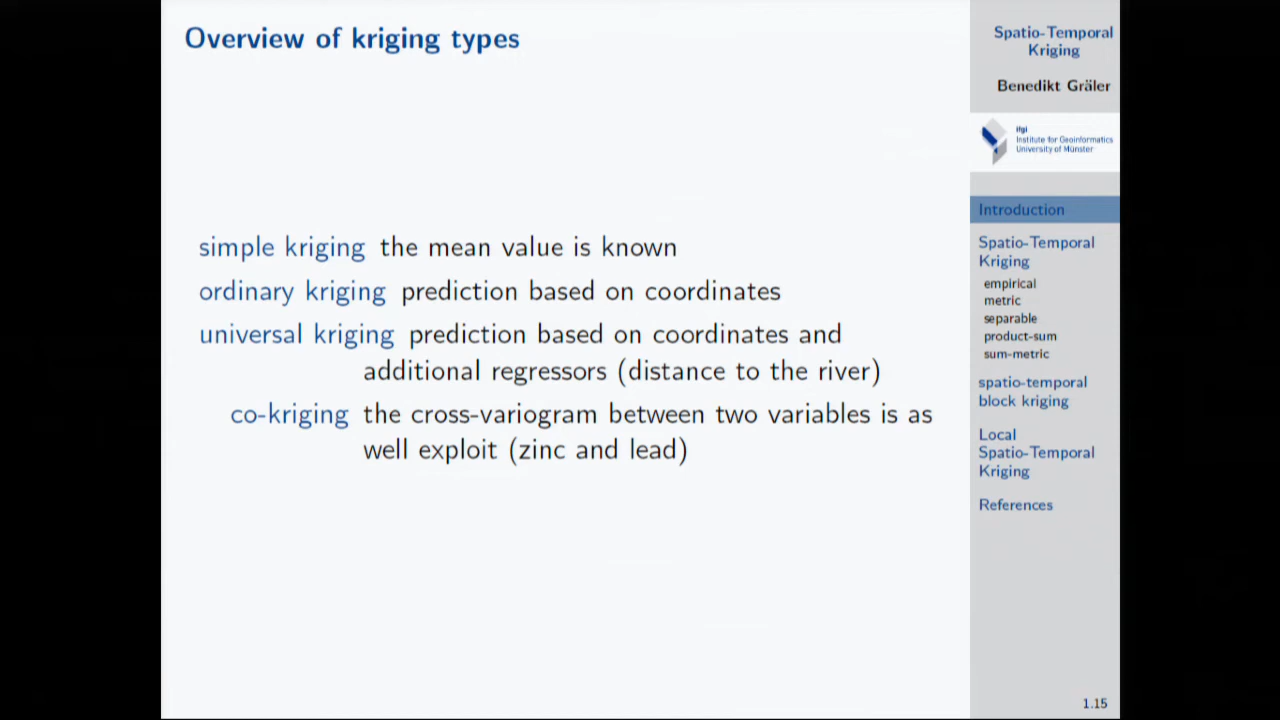 Overview of kriging types
simple kriging the mean value is known
ordinary kriging prediction based on coordinates
universal kriging prediction based on coordinates and
additional regressors (distance to the river)
co-kriging the cross-variogram between two variables is as
well exploit (zinc and lead)
Spatio-Temporal
Kriging
Benedikt Gräler
ifgi
Institute for Geoinformatics
University of Münster
Introduction
Spatio-Temporal
Kriging
empirical
metric
separable
product-sum
sum-metric
spatio-temporal
block kriging
Local
Spatio-Temporal
Kriging
References
1.15